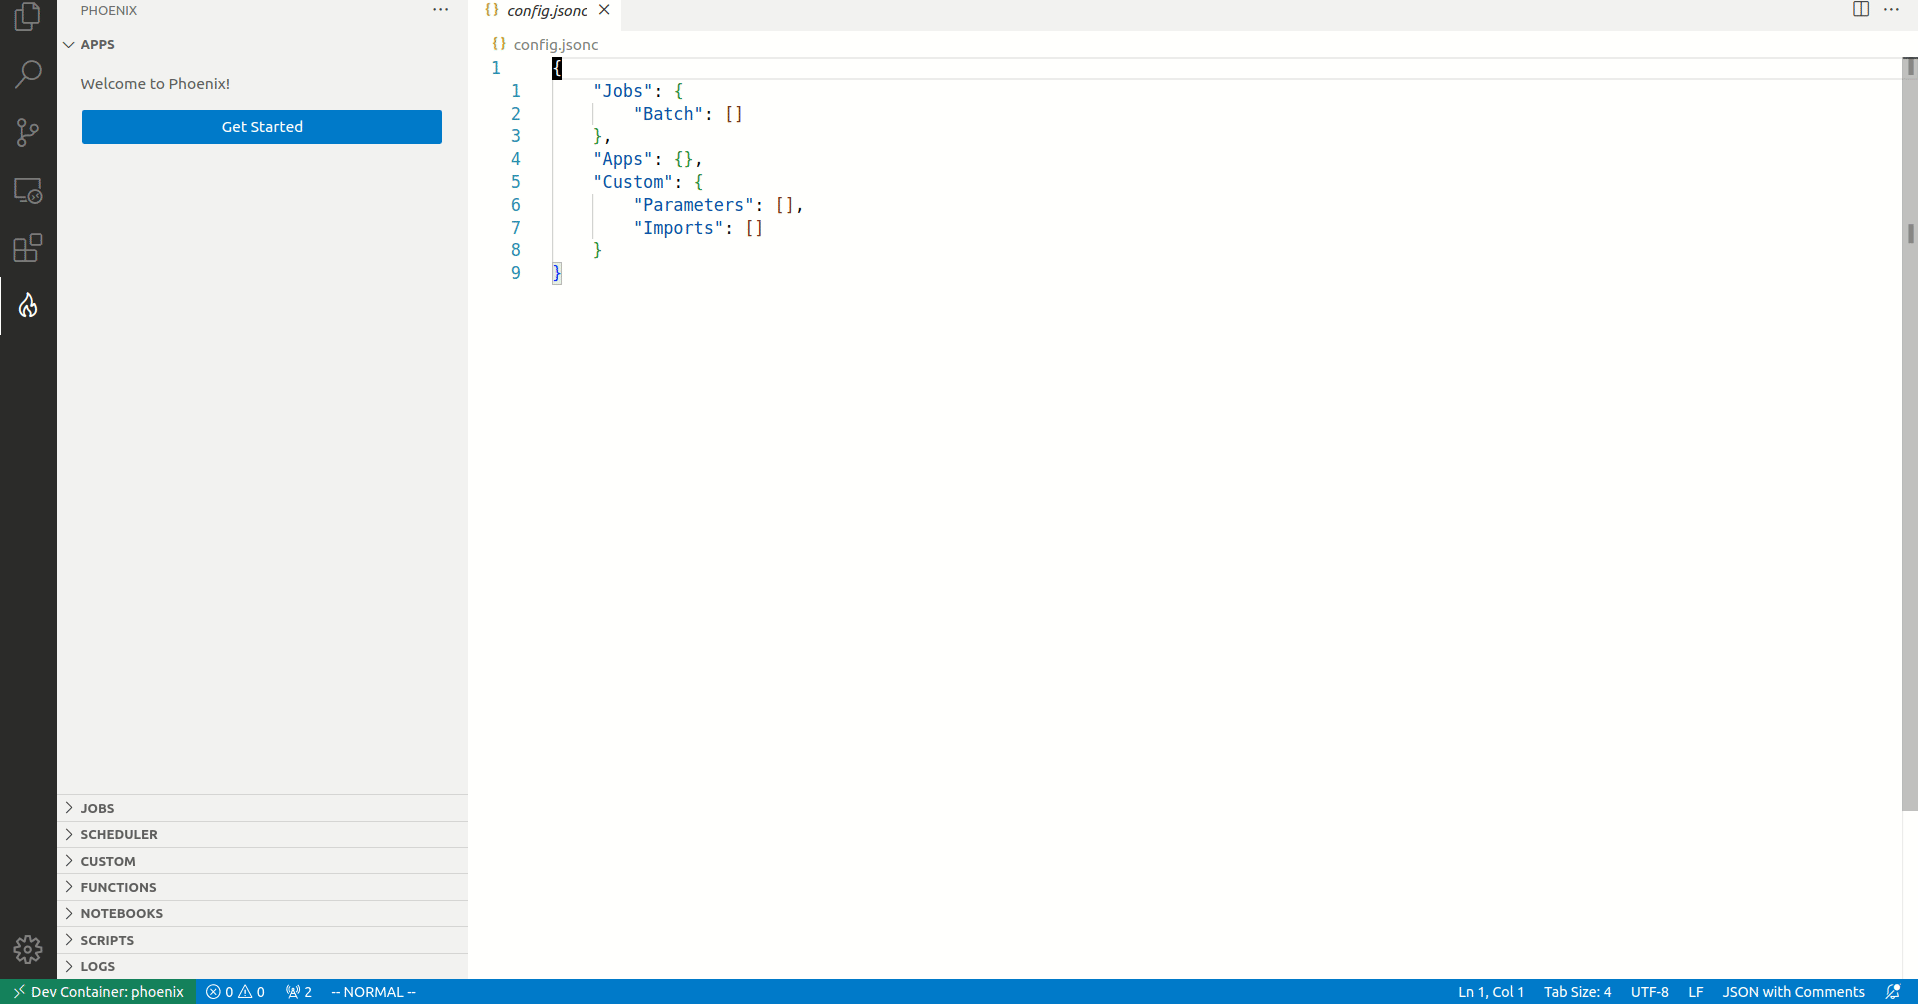 PHOENIX
APPS
Welcome to Phoenix!
Get Started
JOBS
SCHEDULER
CUSTOM
FUNCTIONS
NOTEBOOKS
SCRIPTS
LOGS
config.jsonc
config.jsonc
1 {
1 "Jobs": {
2 "Batch": []
3 },
4 "Apps": {},
5 "Custom": {
6 "Parameters": [],
7 "Imports": []
8 }
9 }
Dev Container: phoenix 0 0 2 -- NORMAL -- Ln 1, Col 1 Tab Size: 4 UTF-8 LF JSON with Comments